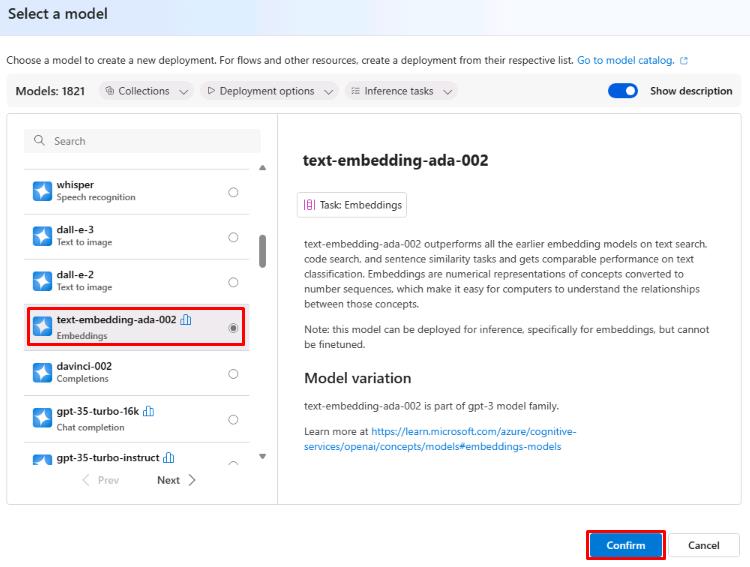 Select a model
Choose a model to create a new deployment. For flows and other resources, create a deployment from their respective list. Go to model catalog.
Models: 1821
Collections
Deployment options
Inference tasks
Show description
Search
whisper
Speech recognition
dall-e-3
Text to image
dall-e-2
Text to image
text-embedding-ada-002
Embeddings
davinci-002
Completions
gpt-35-turbo-16k
Chat completion
gpt-35-turbo-instruct
Prev
Next
text-embedding-ada-002
Task: Embeddings
text-embedding-ada-002 outperforms all the earlier embedding models on text search,
code search, and sentence similarity tasks and gets comparable performance on text
classification. Embeddings are numerical representations of concepts converted to
number sequences, which make it easy for computers to understand the relationships
between those concepts.
Note: this model can be deployed for inference, specifically for embeddings, but cannot
be finetuned.
Model variation
text-embedding-ada-002 is part of gpt-3 model family.
Learn more at https://learn.microsoft.com/azure/cognitive-
services/openai/concepts/models#embeddings-models
Confirm
Cancel